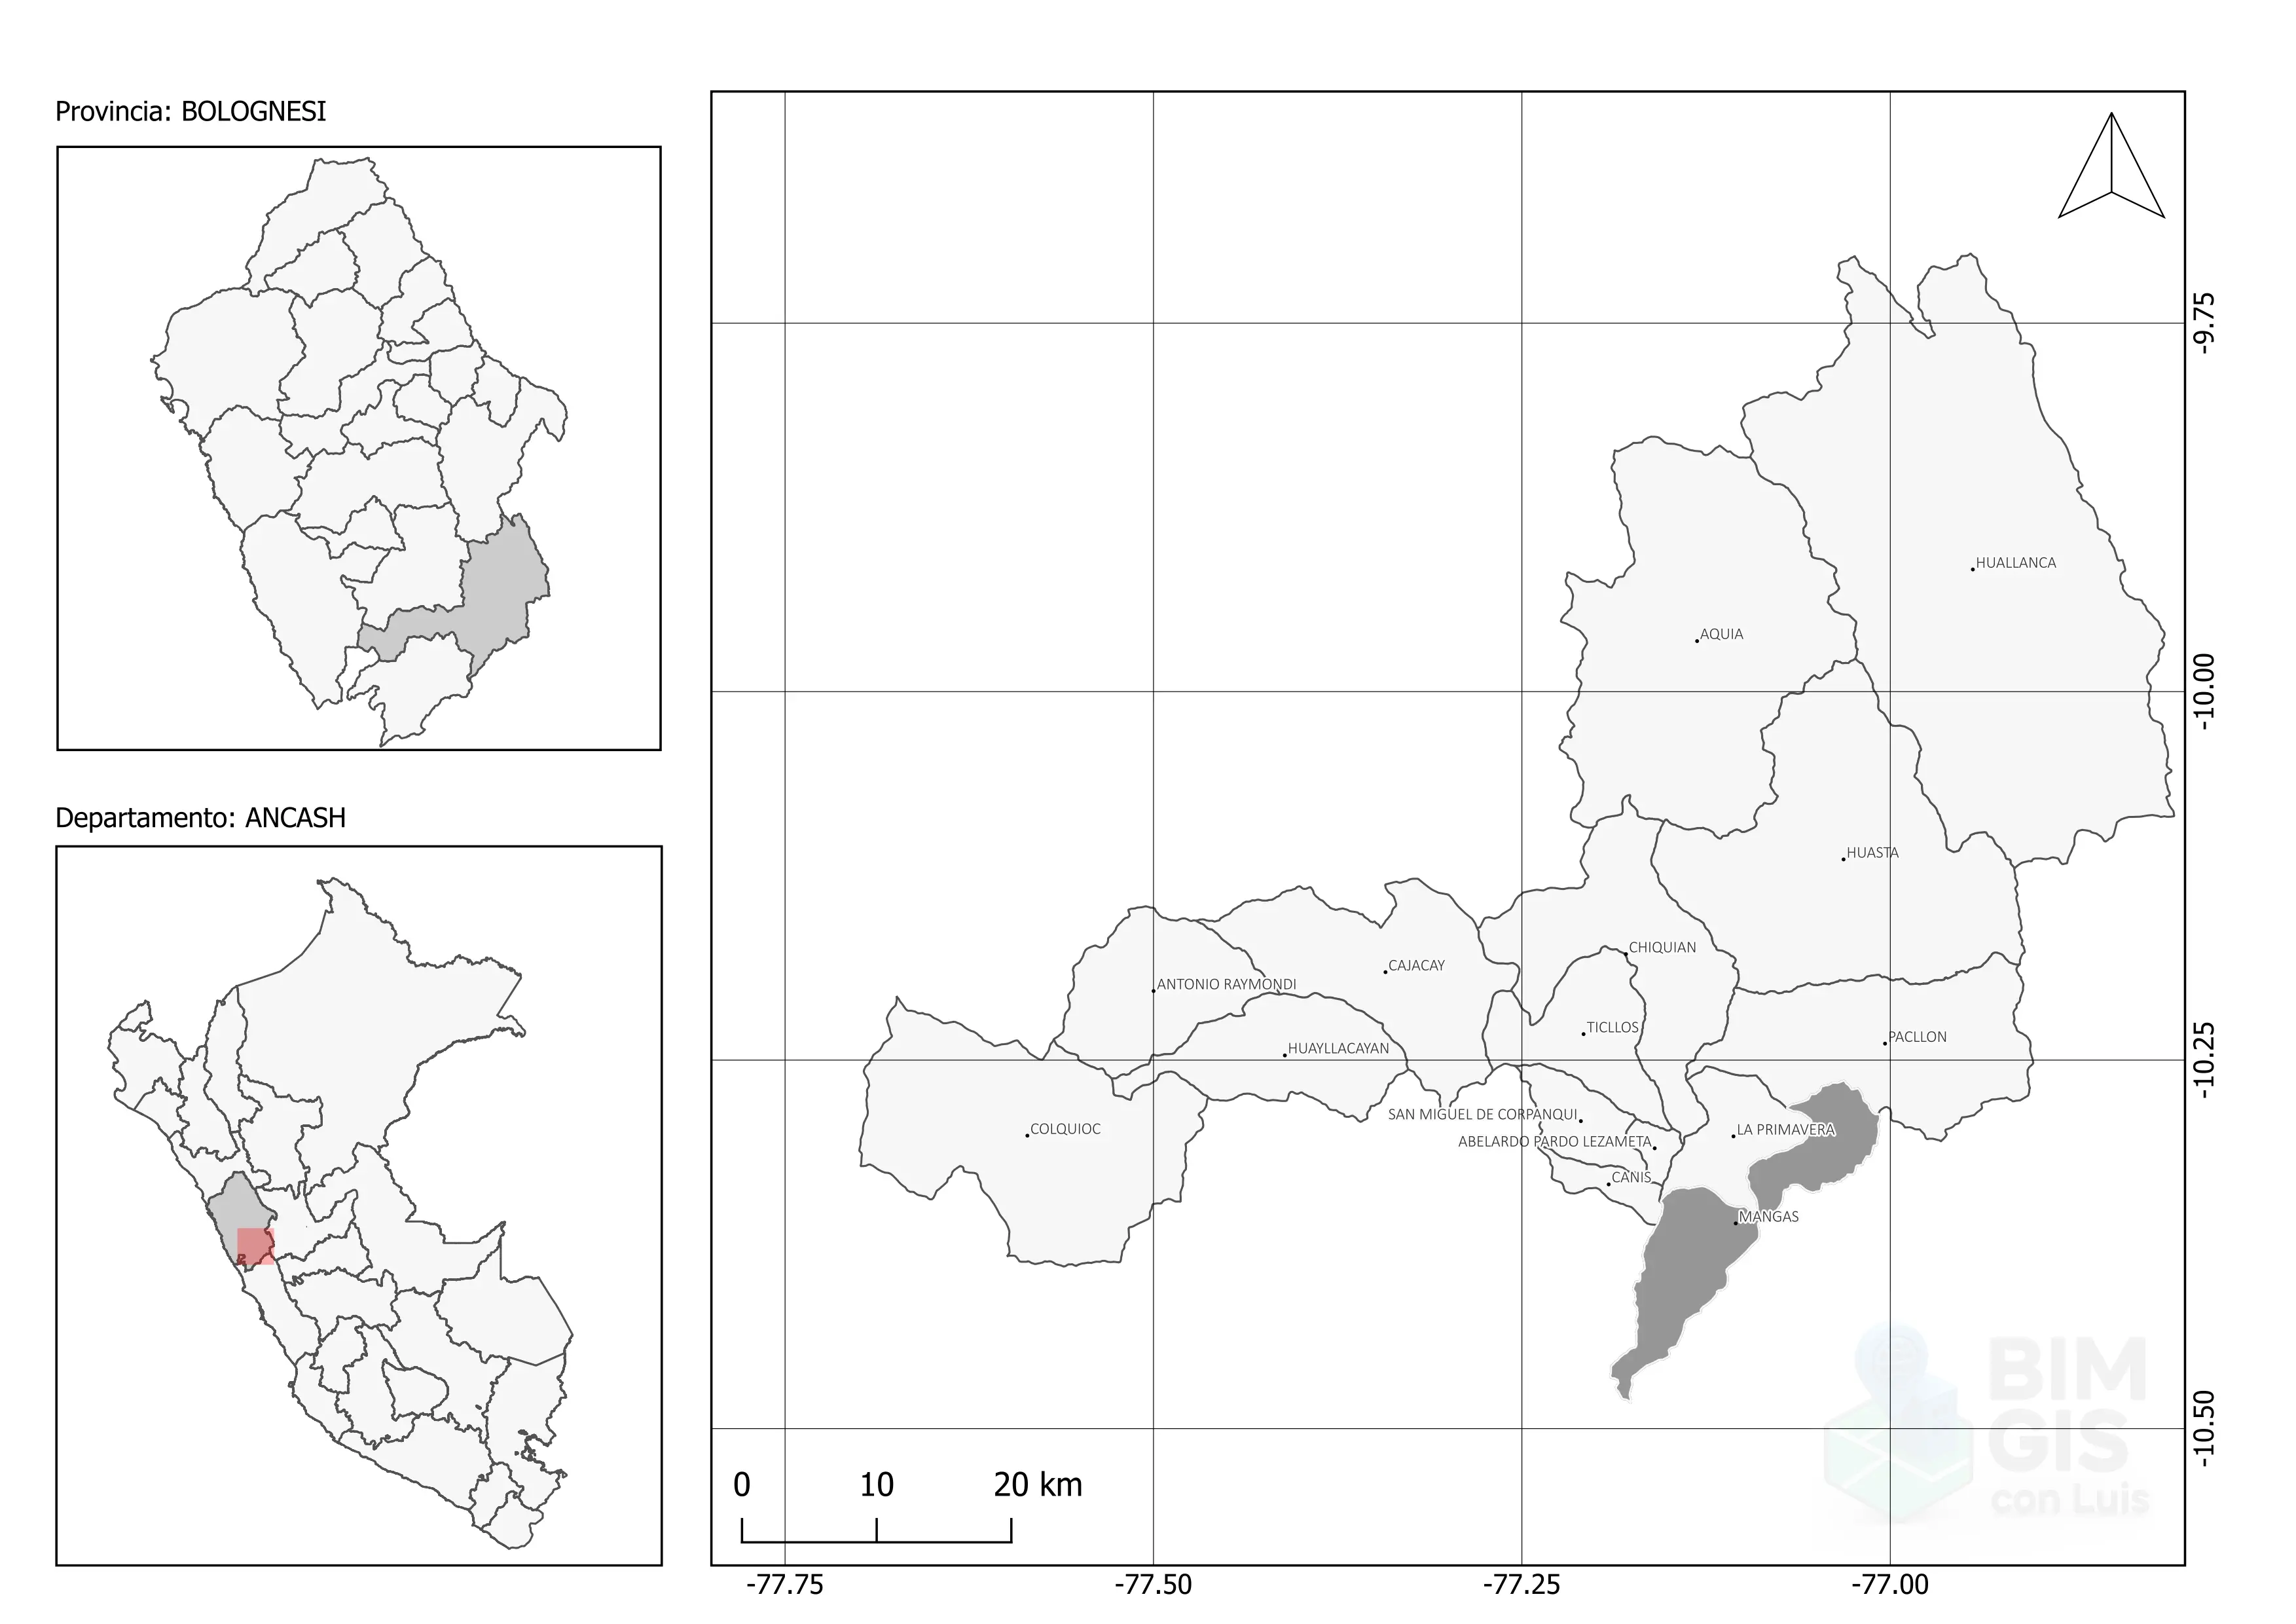 Provincia: BOLOGNESI
Departamento: ANCASH
HUALLANCA
AQUIA
HUASTA
CHIQUIAN
CAJACAY
ANTONIO RAYMONDI
TICLLOS
PACLLON
HUAYLLACAYAN
SAN MIGUEL DE CORPANQUI
COLQUIOC
LA PRIMAVERA
ABELARDO PARDO LEZAMETA
CANIS
MANGAS
-9.75
-10.00
-10.25
-10.50
BIM
GIS
con Luis
0 10 20 km
-77.75 -77.50 -77.25 -77.00